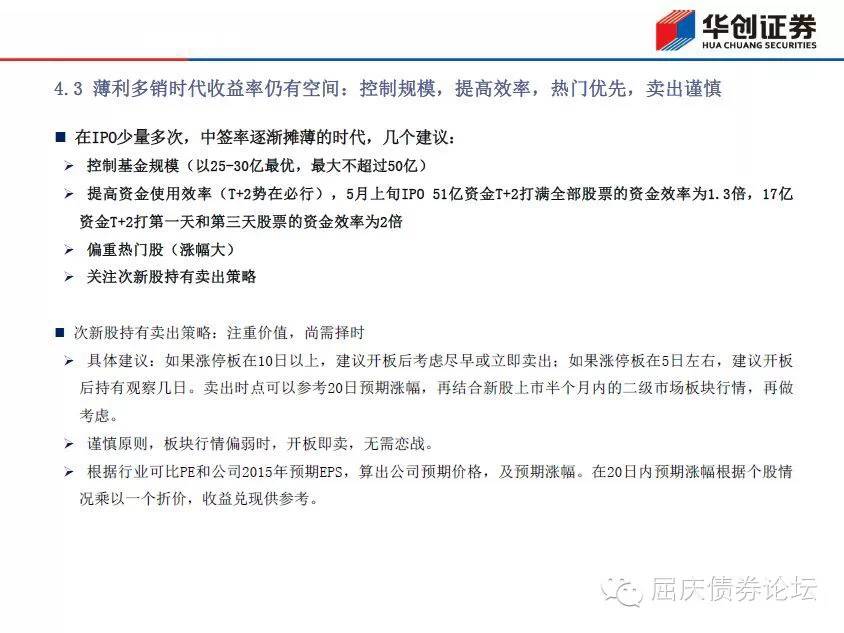 华创证券
HUA CHUANG SECURITIES
4.3 薄利多销时代收益率仍有空间：控制规模，提高效率，热门优先，卖出谨慎
■ 在IPO少量多次，中签率逐渐摊薄的时代，几个建议：
➢ 控制基金规模（以25-30亿最优，最大不超过50亿）
➢ 提高资金使用效率（T+2势在必行），5月上旬IPO 51亿资金T+2打满全部股票的资金效率为1.3倍，17亿
资金T+2打第一天和第三天股票的资金效率为2倍
➢ 偏重热门股（涨幅大）
➢ 关注次新股持有卖出策略
■ 次新股持有卖出策略：注重价值，尚需择时
➢ 具体建议：如果涨停板在10日以上，建议开板后考虑尽早或立即卖出；如果涨停板在5日左右，建议开板
后持有观察几日。卖出时点可以参考20日预期涨幅，再结合新股上市半个月内的二级市场板块行情，再做
考虑。
➢ 谨慎原则，板块行情偏弱时，开板即卖，无需恋战。
➢ 根据行业可比PE和公司2015年预期EPS，算出公司预期价格，及预期涨幅。在20日内预期涨幅根据个股情
况乘以一个折价，收益兑现供参考。
屈庆债券论坛